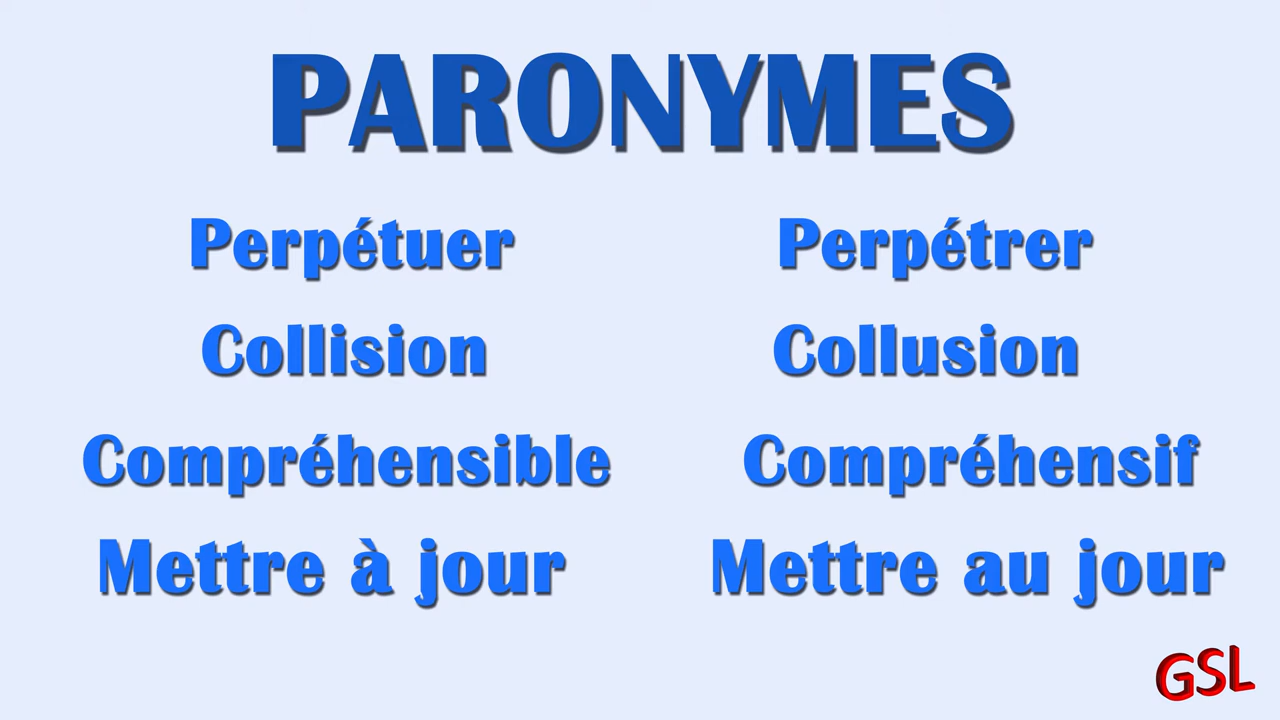 PARONYMES
Perpétuer Perpétrer
Collision Collusion
Compréhensible Compréhensif
Mettre à jour Mettre au jour
GSL